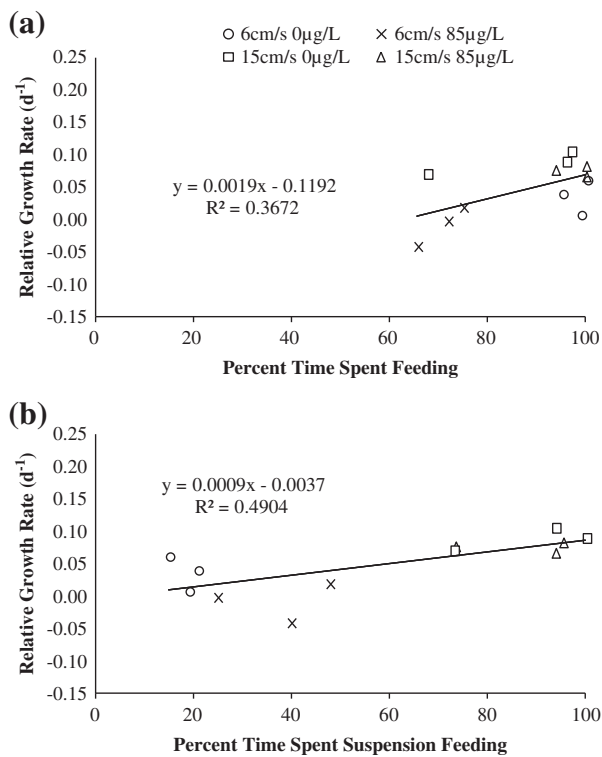 (a)
6cm/s 0µg/L 6cm/s 85µg/L
15cm/s 0µg/L 15cm/s 85µg/L
0.25
0.20
0.15
0.10
0.05
0.00
-0.05
-0.10
-0.15
Relative Growth Rate (d⁻¹)
y = 0.0019x - 0.1192
R² = 0.3672
0 20 40 60 80 100
Percent Time Spent Feeding
(b)
0.25
0.20
0.15
0.10
0.05
0.00
-0.05
-0.10
-0.15
Relative Growth Rate (d⁻¹)
y = 0.0009x - 0.0037
R² = 0.4904
0 20 40 60 80 100
Percent Time Spent Suspension Feeding